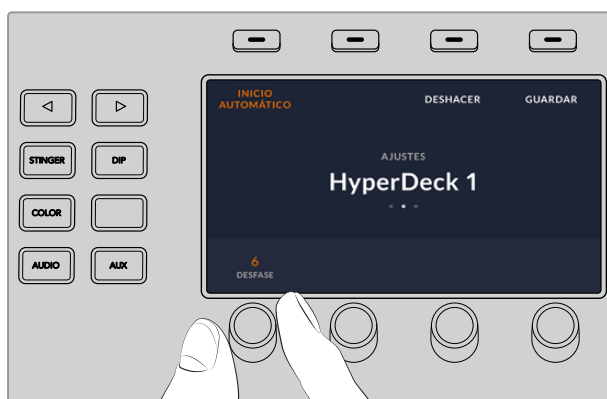 INICIO
AUTOMÁTICO
DESHACER
GUARDAR
AJUSTES
HyperDeck 1
STINGER
DIP
COLOR
AUDIO
AUX
6
DESFASE